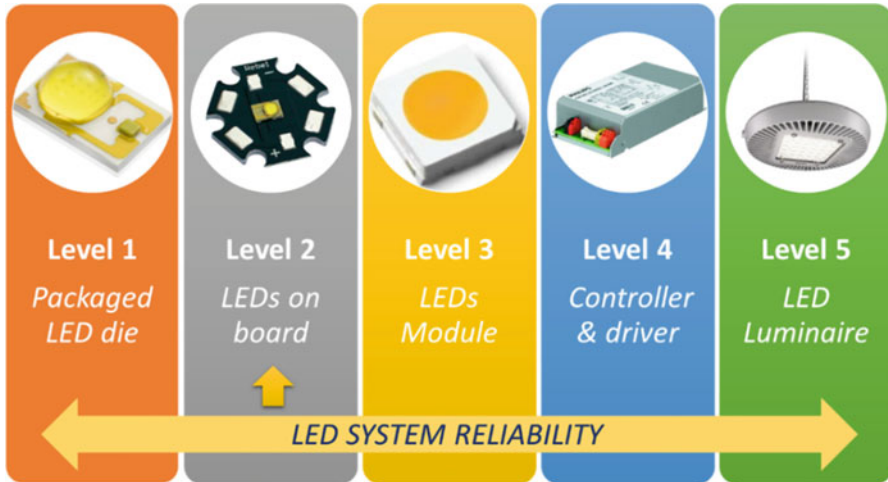 Level 1
Packaged
LED die
Level 2
LEDs on
board
Level 3
LEDs
Module
Level 4
Controller
& driver
Level 5
LED
Luminaire
LED SYSTEM RELIABILITY
PHILIPS